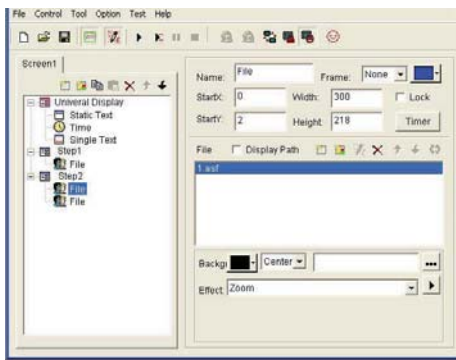 File Control Tool Option Test Help
Screen1
Univeral Display
Static Text
Time
Single Text
Step1
File
Step2
File
File
Name: File Frame: None
StartX: 0 Width: 300 Lock
StartY: 2 Height: 218 Timer
File Display Path
1.asf
Backgr Center
Effect: Zoom